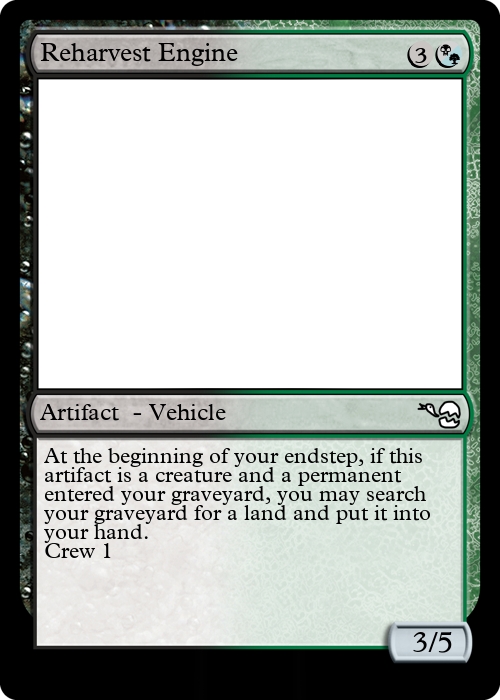 Reharvest Engine 3
Artifact - Vehicle
At the beginning of your endstep, if this
artifact is a creature and a permanent
entered your graveyard, you may search
your graveyard for a land and put it into
your hand.
Crew 1
3/5